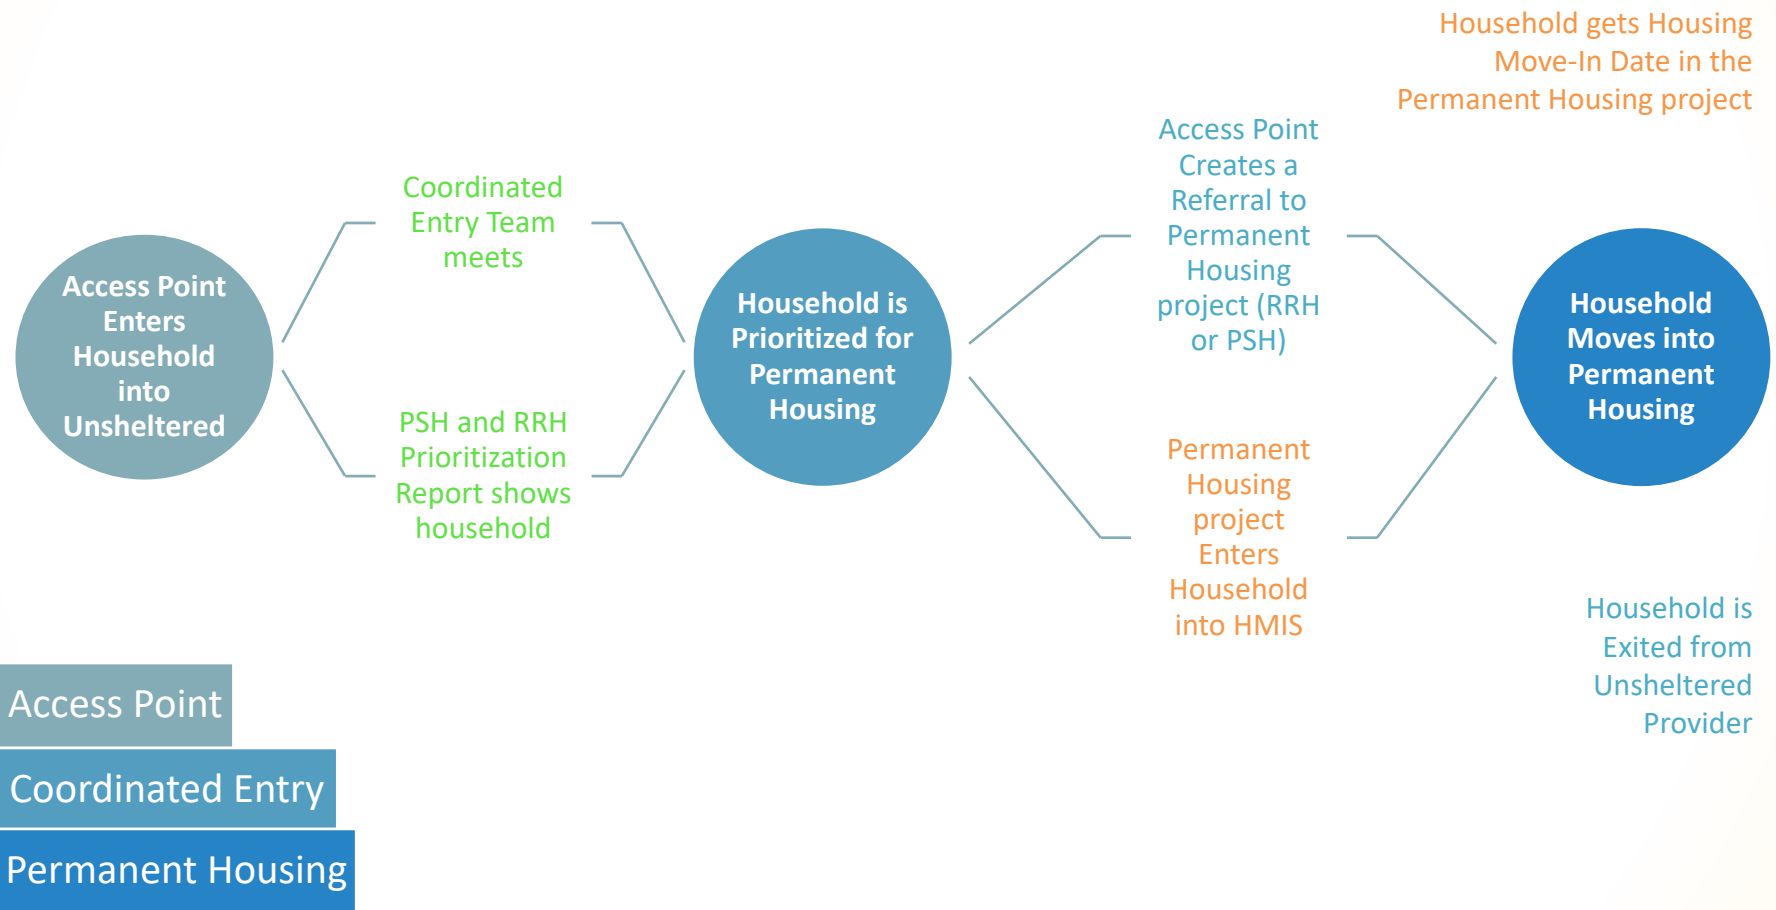 Access Point
Enters
Household
into
Unsheltered
Coordinated
Entry Team
meets
PSH and RRH
Prioritization
Report shows
household
Household is
Prioritized for
Permanent
Housing
Access Point
Creates a
Referral to
Permanent
Housing
project (RRH
or PSH)
Permanent
Housing
project
Enters
Household
into HMIS
Household gets Housing
Move-In Date in the
Permanent Housing project
Household
Moves into
Permanent
Housing
Household is
Exited from
Unsheltered
Provider
Access Point
Coordinated Entry
Permanent Housing